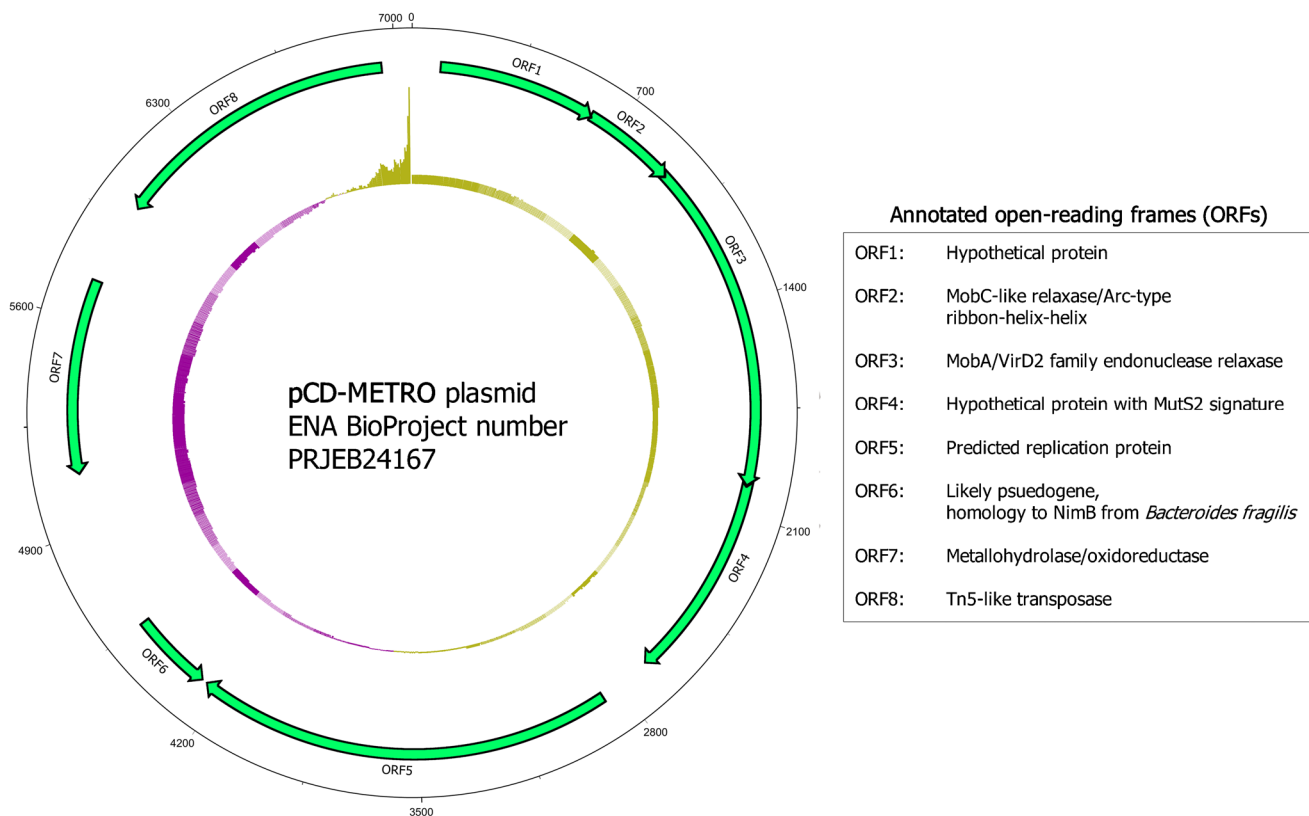 7000 0
700
1400
2100
2800
3500
4200
4900
5600
6300
ORF1
ORF2
ORF3
ORF4
ORF5
ORF6
ORF7
ORF8
pCD-METRO plasmid
ENA BioProject number
PRJEB24167
Annotated open-reading frames (ORFs)
ORF1: Hypothetical protein
ORF2: MobC-like relaxase/Arc-type
ribbon-helix-helix
ORF3: MobA/VirD2 family endonuclease relaxase
ORF4: Hypothetical protein with MutS2 signature
ORF5: Predicted replication protein
ORF6: Likely psuedogene,
homology to NimB from Bacteroides fragilis
ORF7: Metallohydrolase/oxidoreductase
ORF8: Tn5-like transposase